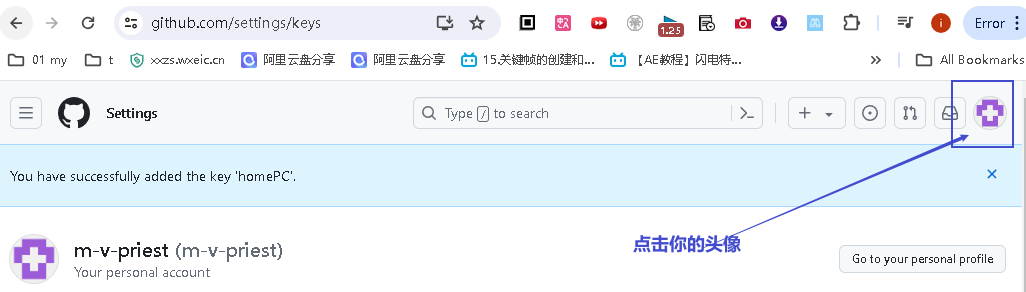 github.com/settings/keys
1.25
i
Error
01 my
t
xxzs.wxeic.cn
阿里云盘分享
阿里云盘分享
15.关键帧的创建和...
【AE教程】闪电特...
»
All Bookmarks
Settings
Type / to search
You have successfully added the key 'homePC'.
点击你的头像
m-v-priest (m-v-priest)
Your personal account
Go to your personal profile